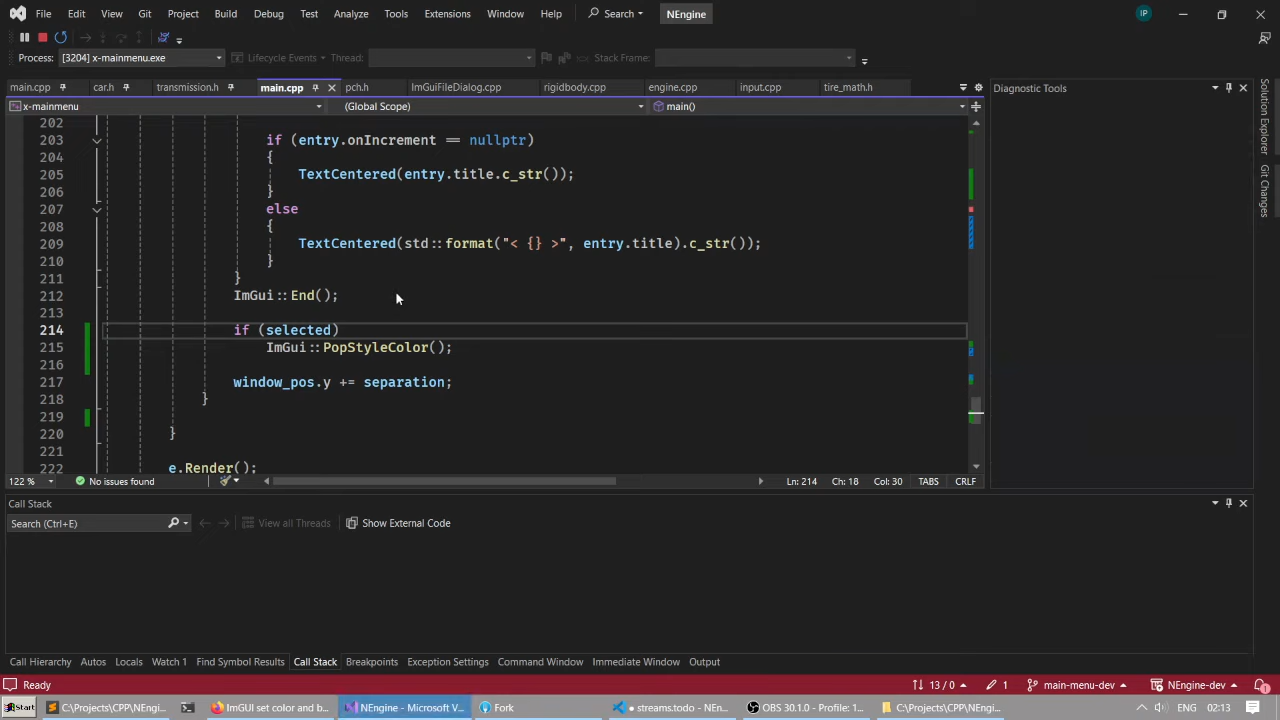 File Edit View Git Project Build Debug Test Analyze Tools Extensions Window Help Search NEngine IP
Process: [3204] x-mainmenu.exe Lifecycle Events Thread: Stack Frame:
main.cpp car.h transmission.h main.cpp pch.h ImGuiFileDialog.cpp rigidbody.cpp engine.cpp input.cpp tire_math.h Diagnostic Tools
x-mainmenu (Global Scope) main()
202
203 if (entry.onIncrement == nullptr)
204 {
205 TextCentered(entry.title.c_str());
206 }
207 else
208 {
209 TextCentered(std::format("< {} >", entry.title).c_str());
210 }
211 }
212 ImGui::End();
213
214 if (selected)
215 ImGui::PopStyleColor();
216
217 window_pos.y += separation;
218 }
219
220 }
221
222 e.Render();
Solution Explorer
Git Changes
122 % No issues found Ln: 214 Ch: 18 Col: 30 TABS CRLF
Call Stack
Search (Ctrl+E) View all Threads Show External Code
Call Hierarchy Autos Locals Watch 1 Find Symbol Results Call Stack Breakpoints Exception Settings Command Window Immediate Window Output
Ready 13 / 0 1 main-menu-dev NEngine-dev 1
Start C:\Projects\CPP\NEngi... ImGUI set color and b... NEngine - Microsoft V... Fork streams.todo - NEn... OBS 30.1.0 - Profile: 1... C:\Projects\CPP\NEngi... ENG 02:13